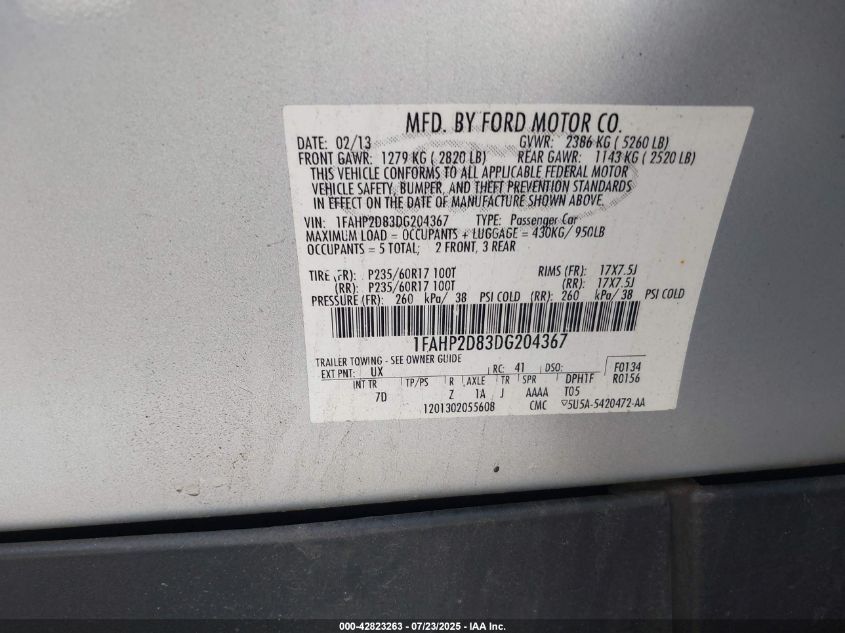 MFD. BY FORD MOTOR CO.
DATE: 02/13 GVWR: 2386 KG ( 5260 LB)
FRONT GAWR: 1279 KG ( 2820 LB) REAR GAWR: 1143 KG ( 2520 LB)
THIS VEHICLE CONFORMS TO ALL APPLICABLE FEDERAL MOTOR
VEHICLE SAFETY, BUMPER, AND THEFT PREVENTION STANDARDS
IN EFFECT ON THE DATE OF MANUFACTURE SHOWN ABOVE.
VIN: 1FAHP2D83DG204367 TYPE: Passenger Car
MAXIMUM LOAD = OCCUPANTS + LUGGAGE = 430KG/ 950LB
OCCUPANTS = 5 TOTAL; 2 FRONT, 3 REAR
TIRE (FR): P235/60R17 100T RIMS (FR): 17X7.5J
(RR): P235/60R17 100T (RR): 17X7.5J
PRESSURE (FR): 260 kPa/ 38 PSI COLD (RR): 260 kPa/ 38 PSI COLD
1FAHP2D83DG204367
TRAILER TOWING - SEE OWNER GUIDE
EXT PNT: UX RC: 41 DSO: F0134
INT TR TP/PS R AXLE TR SPR DPH1F R0156
7D Z 1A J AAAA T05
1201302055608 CMC 5U5A-5420472-AA
000-42823263 - 07/23/2025 - IAA Inc.